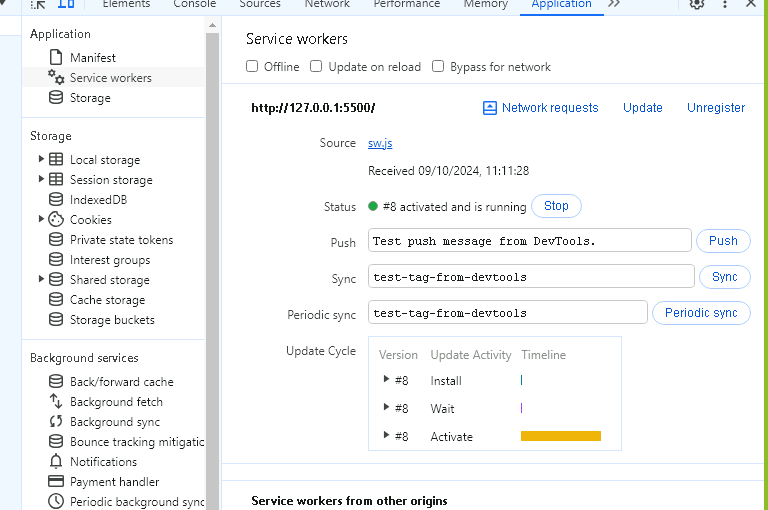 Elements Console Sources Network Performance Memory Application
Application
Manifest
Service workers
Storage
Storage
Local storage
Session storage
IndexedDB
Cookies
Private state tokens
Interest groups
Shared storage
Cache storage
Storage buckets
Background services
Back/forward cache
Background fetch
Background sync
Bounce tracking mitigatic
Notifications
Payment handler
Periodic background sync
Service workers
Offline Update on reload Bypass for network
http://127.0.0.1:5500/ Network requests Update Unregister
Source sw.js
Received 09/10/2024, 11:11:28
Status #8 activated and is running Stop
Push Test push message from DevTools. Push
Sync test-tag-from-devtools Sync
Periodic sync test-tag-from-devtools Periodic sync
Update Cycle Version Update Activity Timeline
#8 Install
#8 Wait
#8 Activate
Service workers from other origins